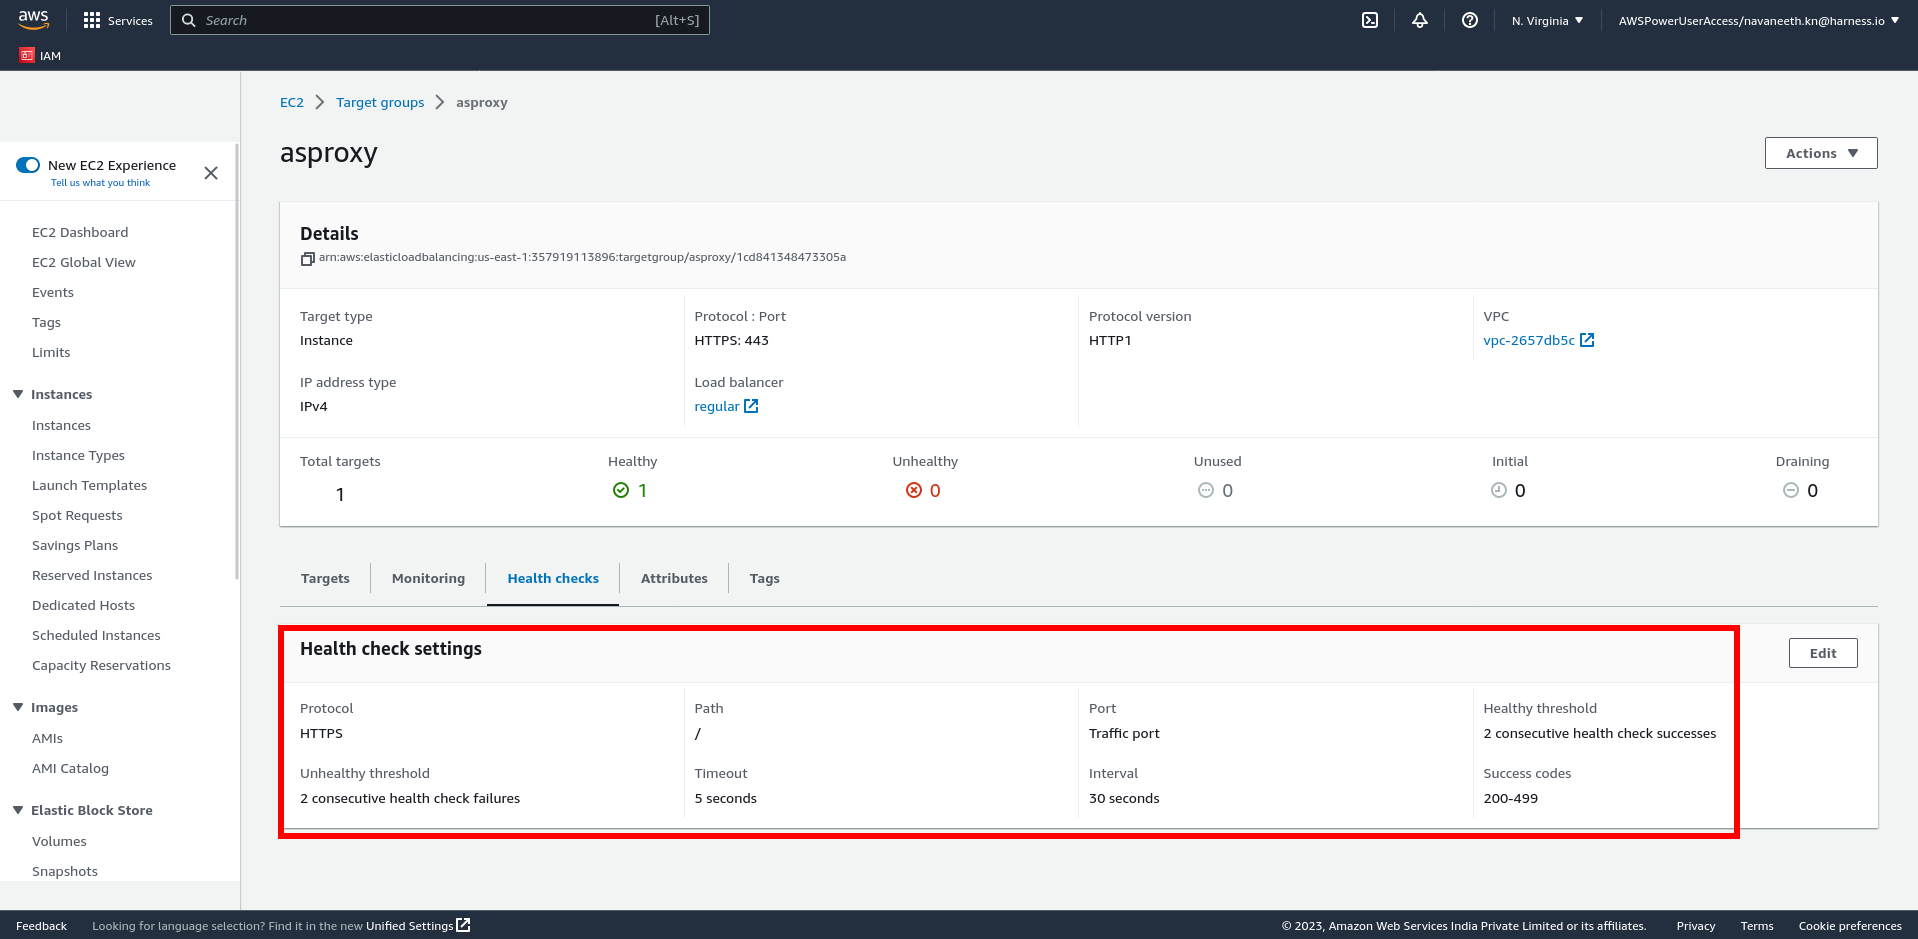 aws
Services
Search
[Alt+S]
N. Virginia
AWSPowerUserAccess/navaneeth.kn@harness.io
IAM
New EC2 Experience
Tell us what you think
EC2 Dashboard
EC2 Global View
Events
Tags
Limits
Instances
Instances
Instance Types
Launch Templates
Spot Requests
Savings Plans
Reserved Instances
Dedicated Hosts
Scheduled Instances
Capacity Reservations
Images
AMIs
AMI Catalog
Elastic Block Store
Volumes
Snapshots
EC2 > Target groups > asproxy
asproxy
Actions
Details
arn:aws:elasticloadbalancing:us-east-1:357919113896:targetgroup/asproxy/1cd841348473305a
Target type
Instance
Protocol : Port
HTTPS: 443
Protocol version
HTTP1
VPC
vpc-2657db5c
IP address type
IPv4
Load balancer
regular
Total targets
1
Healthy
1
Unhealthy
0
Unused
0
Initial
0
Draining
0
Targets
Monitoring
Health checks
Attributes
Tags
Health check settings
Edit
Protocol
HTTPS
Path
/
Port
Traffic port
Healthy threshold
2 consecutive health check successes
Unhealthy threshold
2 consecutive health check failures
Timeout
5 seconds
Interval
30 seconds
Success codes
200-499
Feedback
Looking for language selection? Find it in the new Unified Settings
© 2023, Amazon Web Services India Private Limited or its affiliates.
Privacy
Terms
Cookie preferences